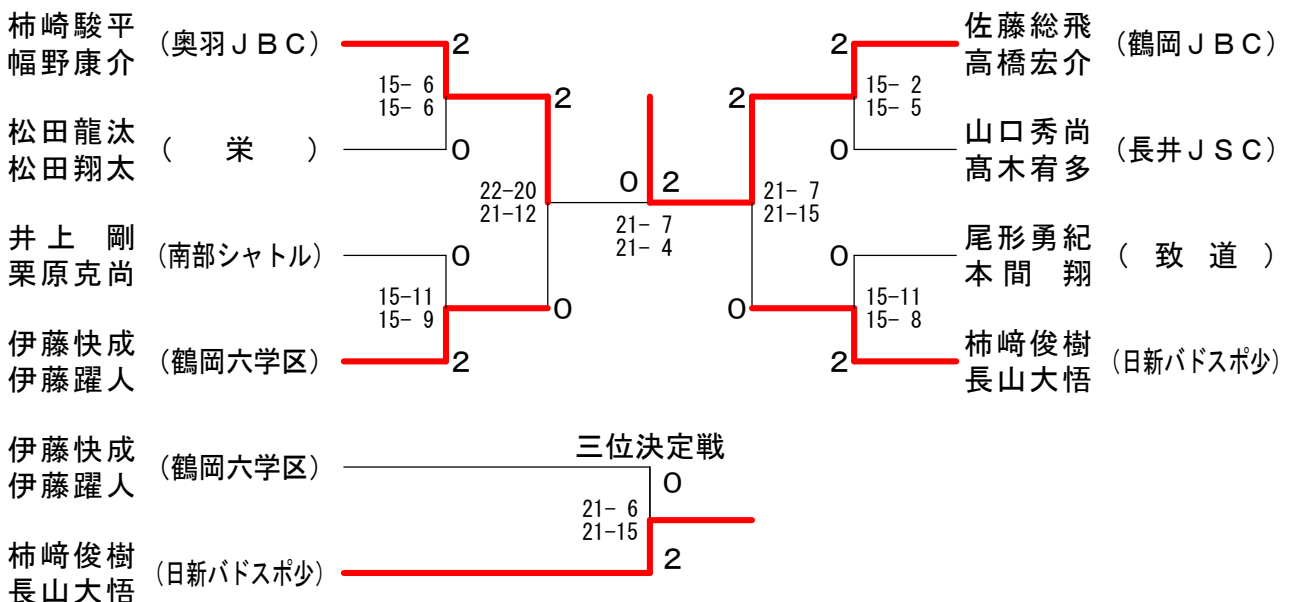 柿崎駿平
幅野康介
(奥羽ＪＢＣ)
2
15- 6
15- 6
2
松田龍汰
松田翔太
(　栄　)
0
22-20
21-12
井上　剛
栗原克尚
(南部シャトル)
0
15-11
15- 9
0
伊藤快成
伊藤躍人
(鶴岡六学区)
2
0 2
21- 7
21- 4
佐藤総飛
高橋宏介
(鶴岡ＪＢＣ)
2
15- 2
15- 5
2
山口秀尚
髙木宥多
(長井ＪＳＣ)
0
21- 7
21-15
尾形勇紀
本間　翔
(　致　道　)
0
15-11
15- 8
0
柿﨑俊樹
長山大悟
(日新バドスポ少)
2
三位決定戦
伊藤快成
伊藤躍人
(鶴岡六学区)
0
21- 6
21-15
柿﨑俊樹
長山大悟
(日新バドスポ少)
2